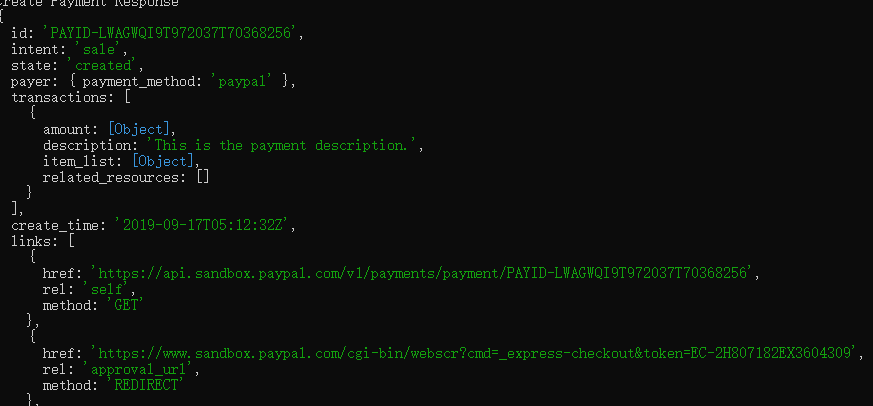 Create Payment Response
{
  id: 'PAYID-LWAGWQI9T972037T70368256',
  intent: 'sale',
  state: 'created',
  payer: { payment_method: 'paypal' },
  transactions: [
    {
      amount: [Object],
      description: 'This is the payment description.',
      item_list: [Object],
      related_resources: []
    }
  ],
  create_time: '2019-09-17T05:12:32Z',
  links: [
    {
      href: 'https://api.sandbox.paypal.com/v1/payments/payment/PAYID-LWAGWQI9T972037T70368256',
      rel: 'self',
      method: 'GET'
    },
    {
      href: 'https://www.sandbox.paypal.com/cgi-bin/webscr?cmd=_express-checkout&token=EC-2H807182EX3604309',
      rel: 'approval_url',
      method: 'REDIRECT'
    },